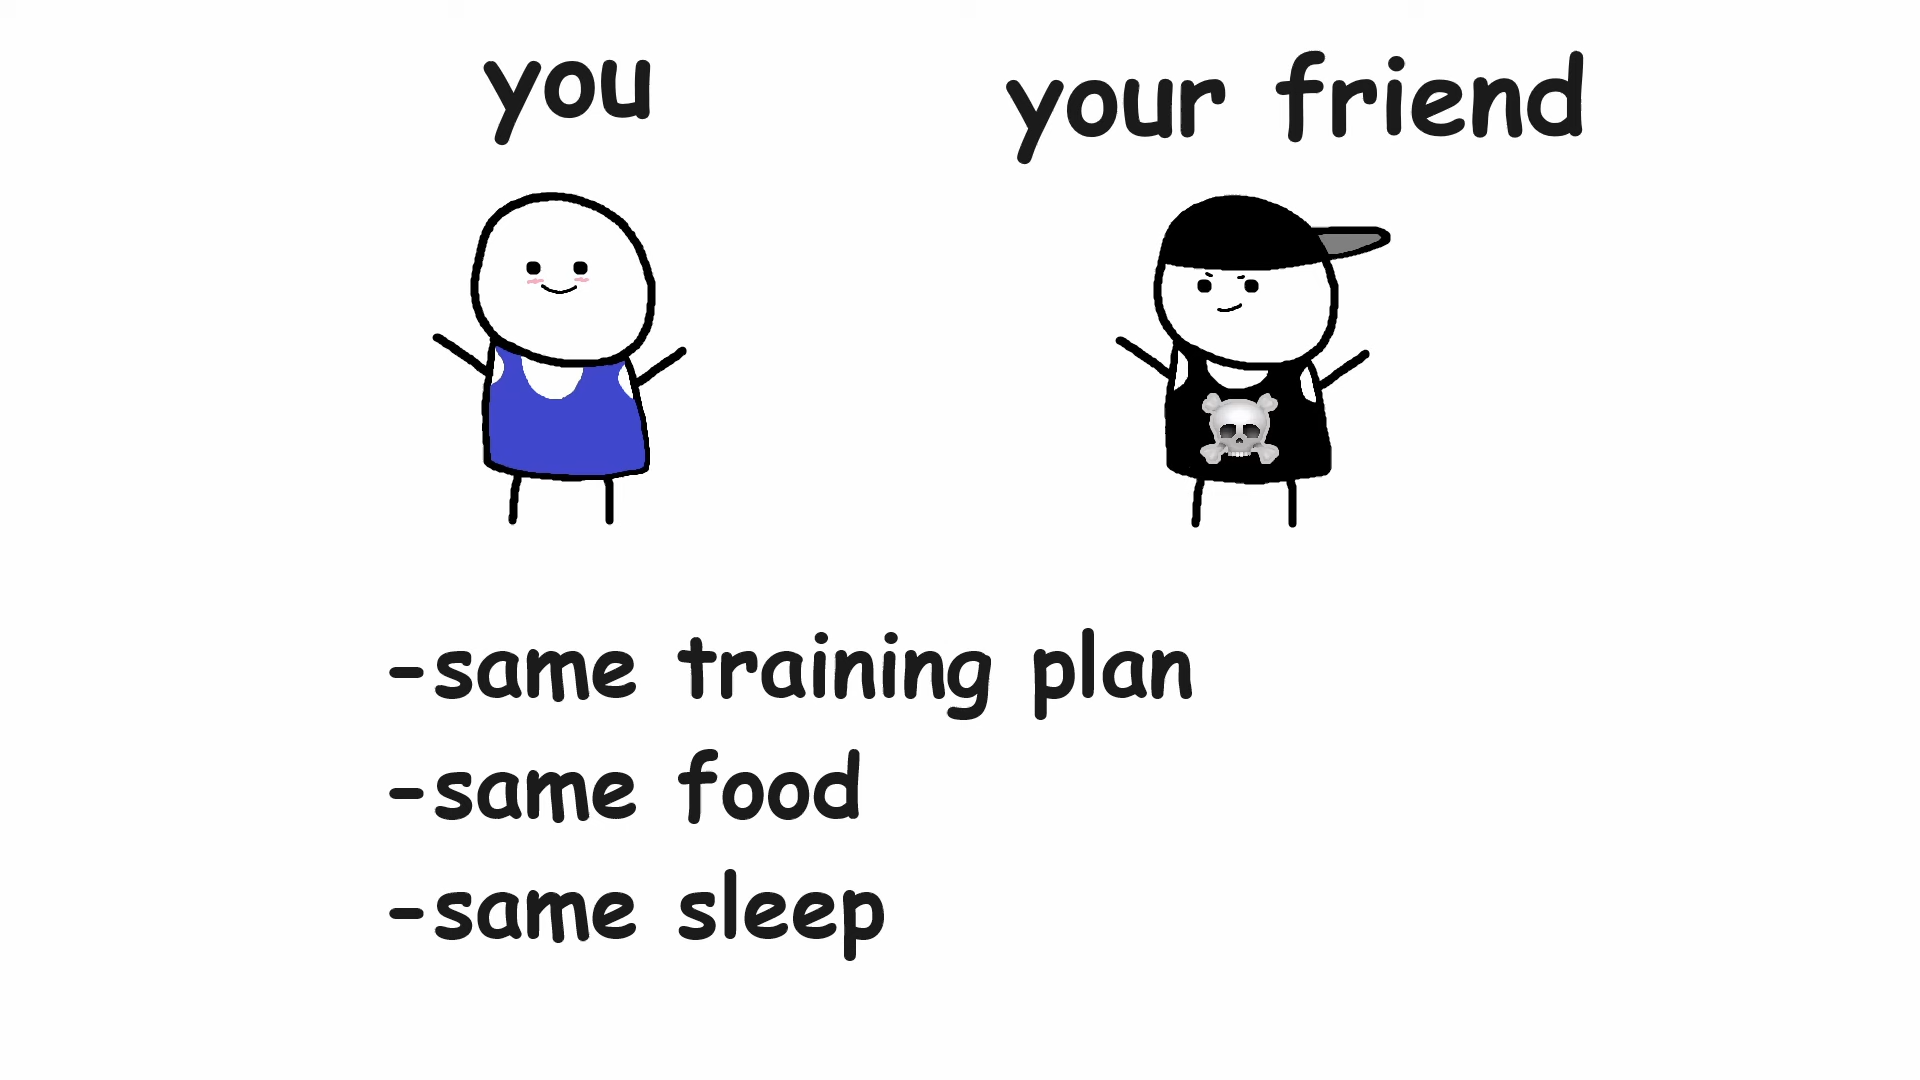 you
your friend
-same training plan
-same food
-same sleep